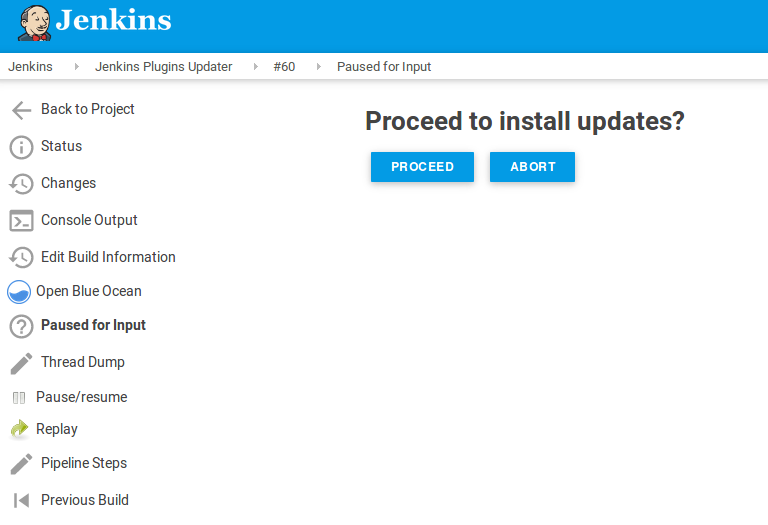 Jenkins
Jenkins Jenkins Plugins Updater #60 Paused for Input
Back to Project
Status
Changes
Console Output
Edit Build Information
Open Blue Ocean
Paused for Input
Thread Dump
Pause/resume
Replay
Pipeline Steps
Previous Build
Proceed to install updates?
PROCEED ABORT